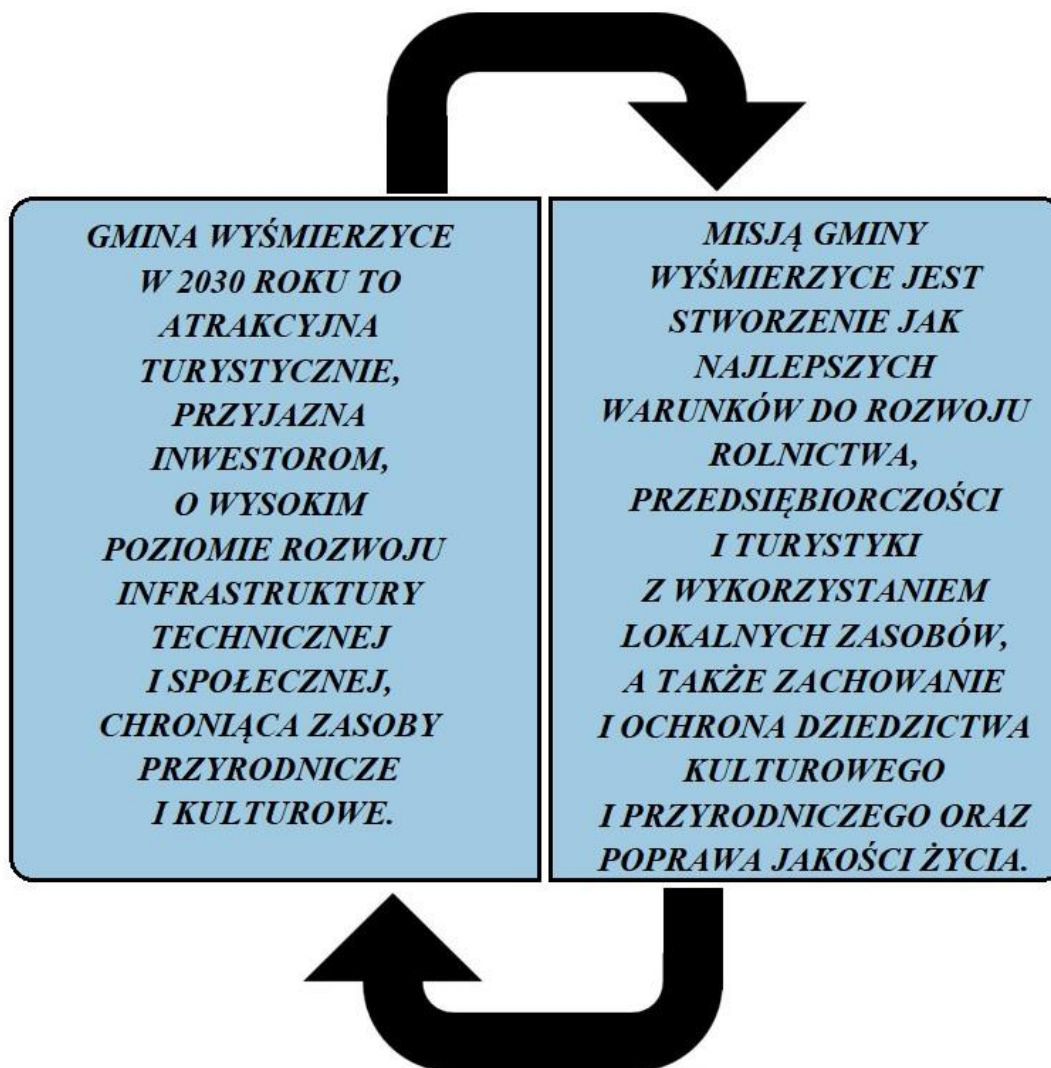 GMINA WYŚMIERZYCE
W 2030 ROKU TO
ATRAKCYJNA
TURYSTYCZNIE,
PRZYJAZNA
INWESTOROM,
O WYSOKIM
POZIOMIE ROZWOJU
INFRASTRUKTURY
TECHNICZNEJ
I SPOŁECZNEJ,
CHRONIĄCA ZASOBY
PRZYRODNICZE
I KULTUROWE.
MISJĄ GMINY
WYŚMIERZYCE JEST
STWORZENIE JAK
NAJLEPSZYCH
WARUNKÓW DO ROZWOJU
ROLNICTWA,
PRZEDSIĘBIORCZOŚCI
I TURYSTYKI
Z WYKORZYSTANIEM
LOKALNYCH ZASOBÓW,
A TAKŻE ZACHOWANIE
I OCHRONA DZIEDZICTWA
KULTUROWEGO
I PRZYRODNICZEGO ORAZ
POPRAWA JAKOŚCI ŻYCIA.